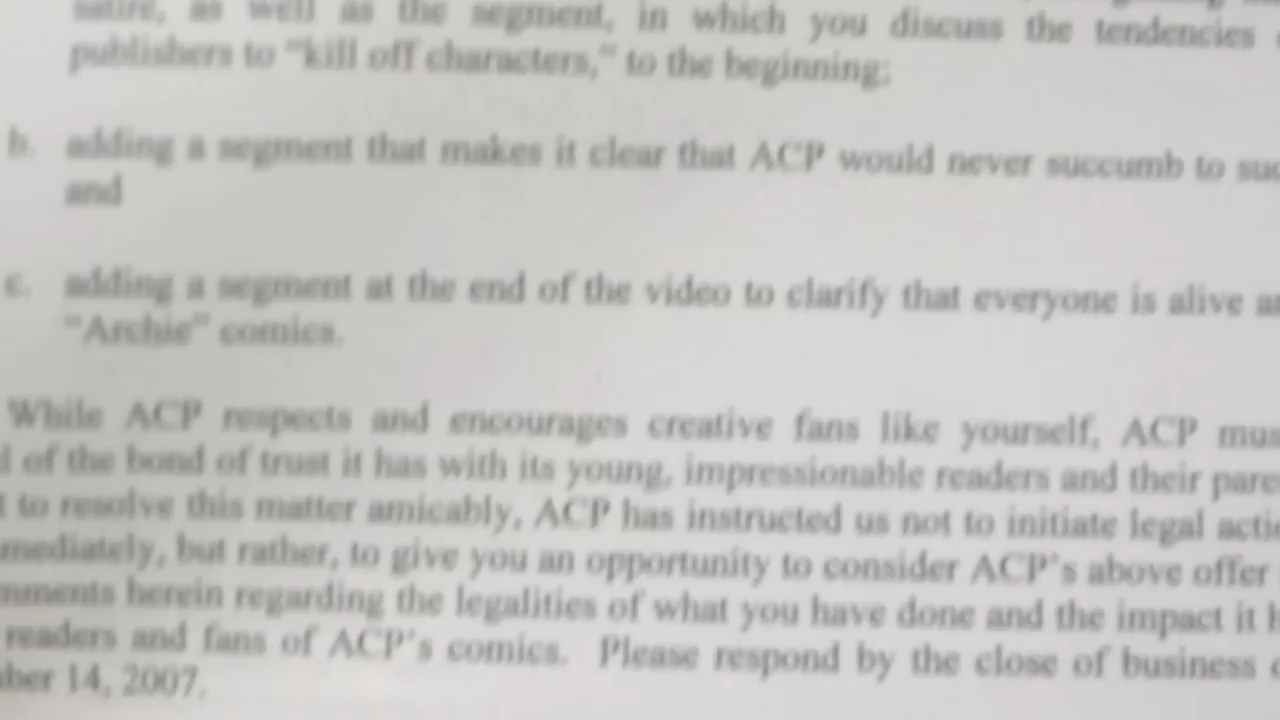 satire, as well as the segment, in which you discuss the tendencies
publishers to "kill off characters," to the beginning;
b. adding a segment that makes it clear that ACP would never succumb to
and
c. adding a segment at the end of the video to clarify that everyone is alive
"Archie" comics.
While ACP respects and encourages creative fans like yourself, ACP
of the bond of trust it has with its young, impressionable readers and their
to resolve this matter amicably, ACP has instructed us not to initiate legal
but rather, to give you an opportunity to consider ACP's above offer
herein regarding the legalities of what you have done and the impact it
readers and fans of ACP's comics. Please respond by the close of business
14, 2007.